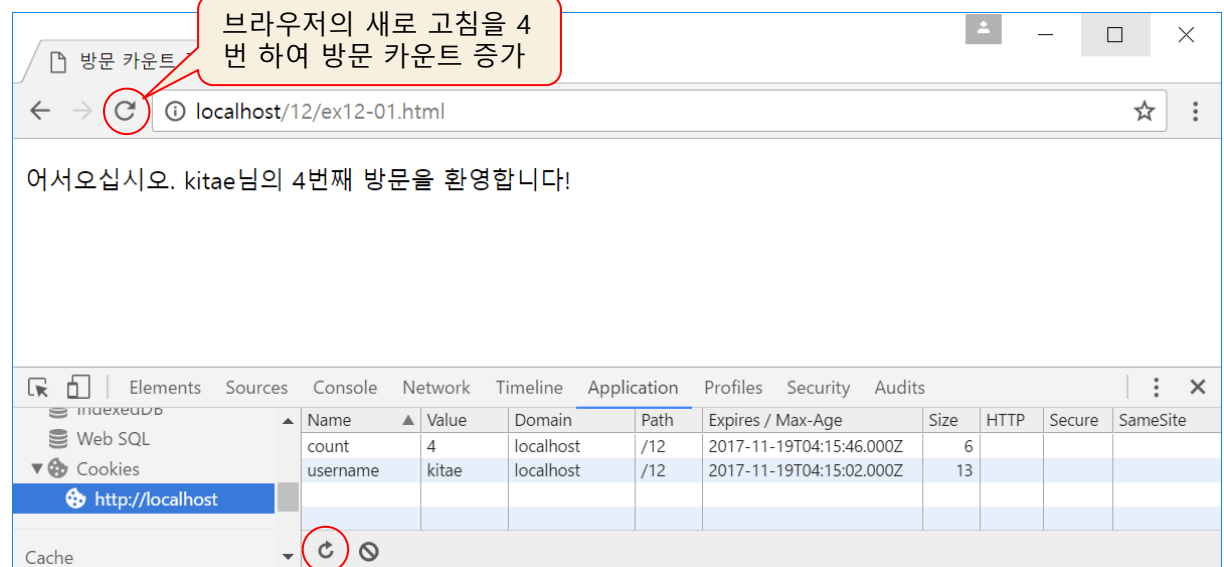 브라우저의 새로 고침을 4
번 하여 방문 카운트 증가
방문 카운트
localhost/12/ex12-01.html
어서오십시오. kitae님의 4번째 방문을 환영합니다!
Elements Sources Console Network Timeline Application Profiles Security Audits
IndexedDB
Web SQL
Cookies
http://localhost
Cache
Name Value Domain Path Expires / Max-Age Size HTTP Secure SameSite
count 4 localhost /12 2017-11-19T04:15:46.000Z 6
username kitae localhost /12 2017-11-19T04:15:02.000Z 13